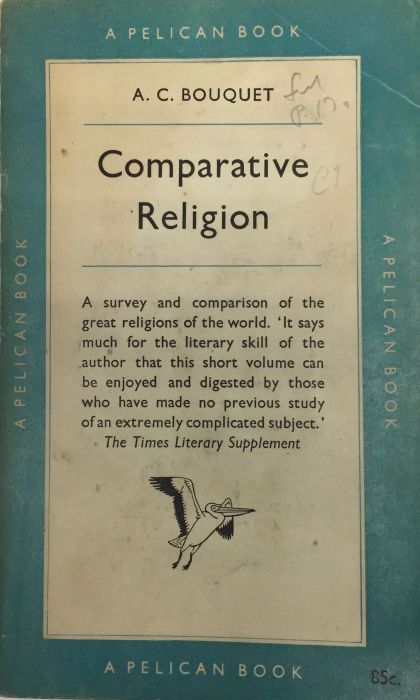 A PELICAN BOOK
A. C. BOUQUET
Comparative
Religion
A survey and comparison of the
great religions of the world. ‘It says
much for the literary skill of the
author that this short volume can
be enjoyed and digested by those
who have made no previous study
of an extremely complicated subject.’
The Times Literary Supplement
A PELICAN BOOK
A PELICAN BOOK
A PELICAN BOOK
85c.